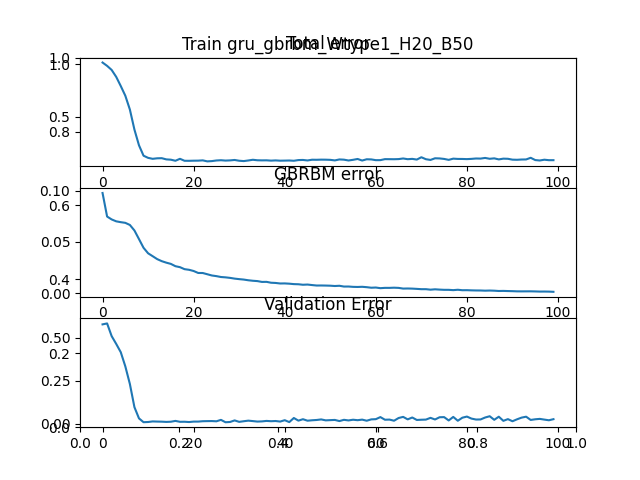 Train gru_gbrbm_Wtype1_H20_B50
Total error
1.0
1.0
0.5
0.8
0 20 40 60 80 100
GBRBM error
0.10
0.6
0.05
0.4
0.00
0 20 40 60 80 100
Validation Error
0.50
0.2
0.25
0.00
0.0
0 20 40 60 80 100
0.0 0.2 0.4 0.6 0.8 1.0